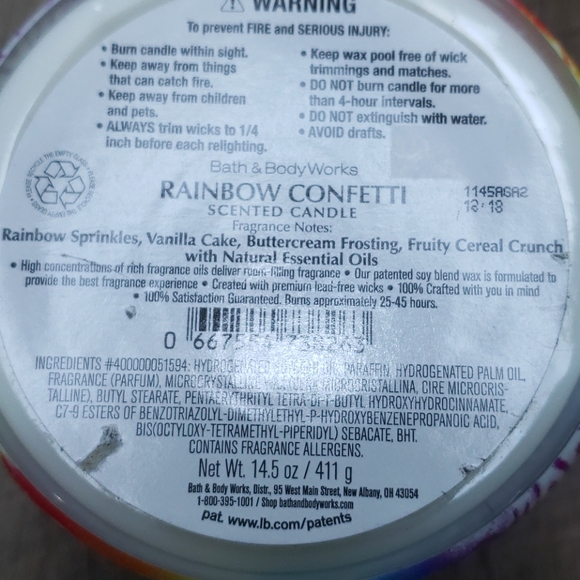 ⚠ WARNING
To prevent FIRE and SERIOUS INJURY:
• Burn candle within sight.
• Keep away from things
that can catch fire.
• Keep away from children
and pets.
• ALWAYS trim wicks to 1/4
inch before each relighting.
• Keep wax pool free of wick
trimmings and matches.
• DO NOT burn candle for more
than 4-hour intervals.
• DO NOT extinguish with water.
• AVOID drafts.
Bath & Body Works
RAINBOW CONFETTI
SCENTED CANDLE
1145AGA2
18:18
Fragrance Notes:
Rainbow Sprinkles, Vanilla Cake, Buttercream Frosting, Fruity Cereal Crunch
with Natural Essential Oils
• High concentrations of rich fragrance oils deliver room-filling fragrance • Our patented soy blend wax is formulated to
provide the best fragrance experience • Created with premium lead-free wicks • 100% Crafted with you in mind
• 100% Satisfaction Guaranteed. Burns approximately 25-45 hours.
INGREDIENTS #400000051594: PARAFFIN, HYDROGENATED PALM OIL,
FRAGRANCE (PARFUM), MICROCRYSTALLINE MICROCRISTALLINA, CIRE MICROCRIS-
TALLINE), BUTYL STEARATE, PENTAERYTHRITYL TETRA-DI-T-BUTYL HYDROXYHYDROCINNAMATE,
C7-9 ESTERS OF BENZOTRIAZOLYL-DIMETHYLETHYL-P-HYDROXYBENZENEPROPANOIC ACID,
BIS(OCTYLOXY-TETRAMETHYL-PIPERIDYL) SEBACATE, BHT.
CONTAINS FRAGRANCE ALLERGENS.
Net Wt. 14.5 oz / 411 g
Bath & Body Works, Distr., 95 West Main Street, New Albany, OH 43054
1-800-395-1001 / Shop bathandbodyworks.com
pat. www.lb.com/patents